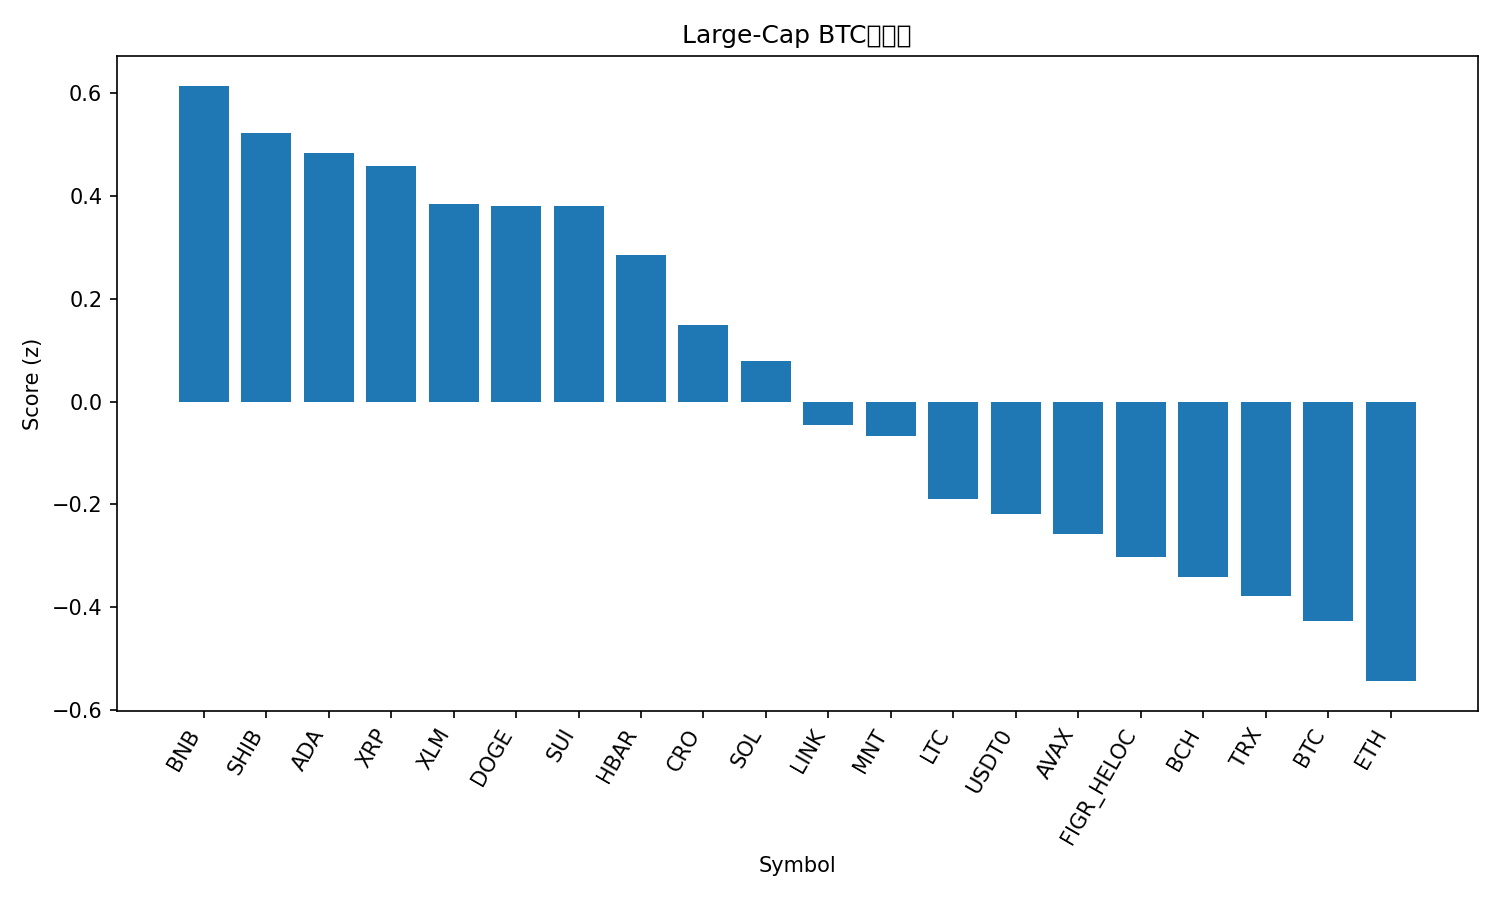 Large-Cap BTC
Score (z)
0.6
0.4
0.2
0.0
−0.2
−0.4
−0.6
BNB
SHIB
ADA
XRP
XLM
DOGE
SUI
HBAR
CRO
SOL
LINK
MNT
LTC
USDT0
AVAX
FIGR_HELOC
BCH
TRX
BTC
ETH
Symbol